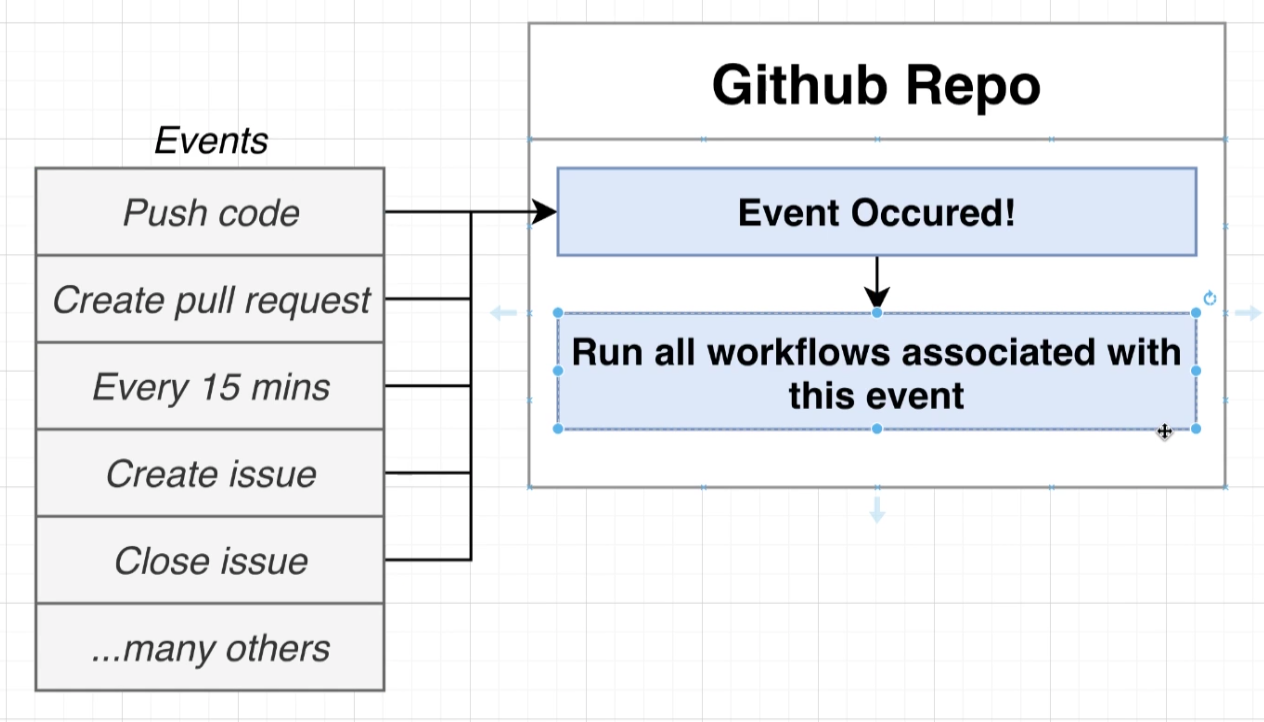 Github Repo
Events
Push code
Create pull request
Every 15 mins
Create issue
Close issue
...many others
Event Occured!
Run all workflows associated with
this event